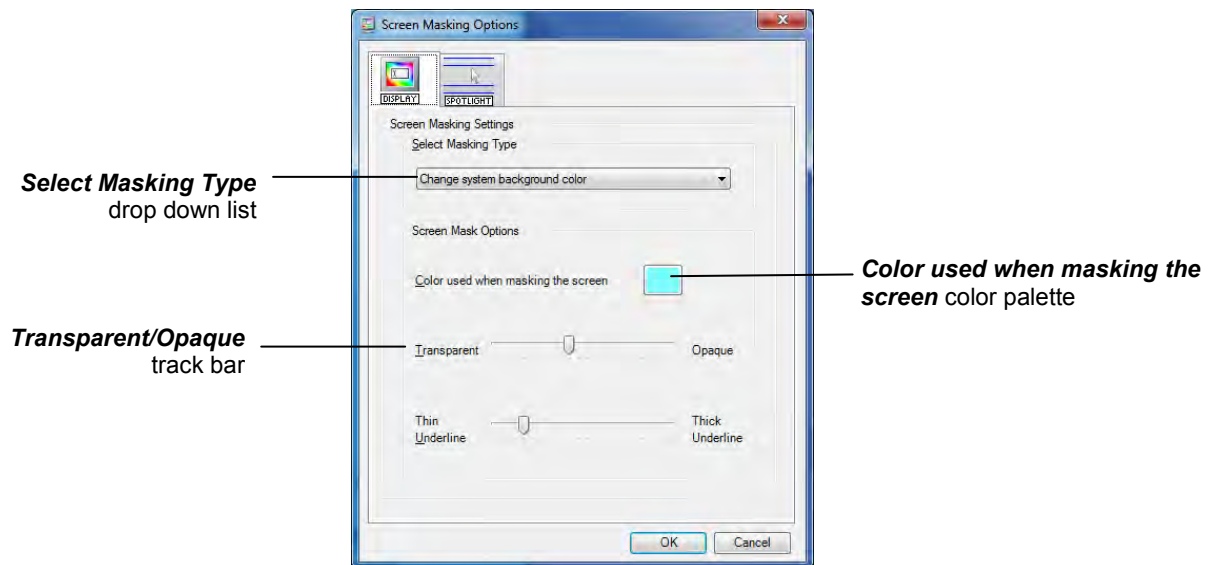 Screen Masking Options
DISPLAY
SPOTLIGHT
Screen Masking Settings
Select Masking Type
Select Masking Type
drop down list
Change system background color
Screen Mask Options
Color used when masking the screen
Color used when masking the
screen color palette
Transparent/Opaque
track bar
Transparent
Opaque
Thin
Underline
Thick
Underline
OK
Cancel